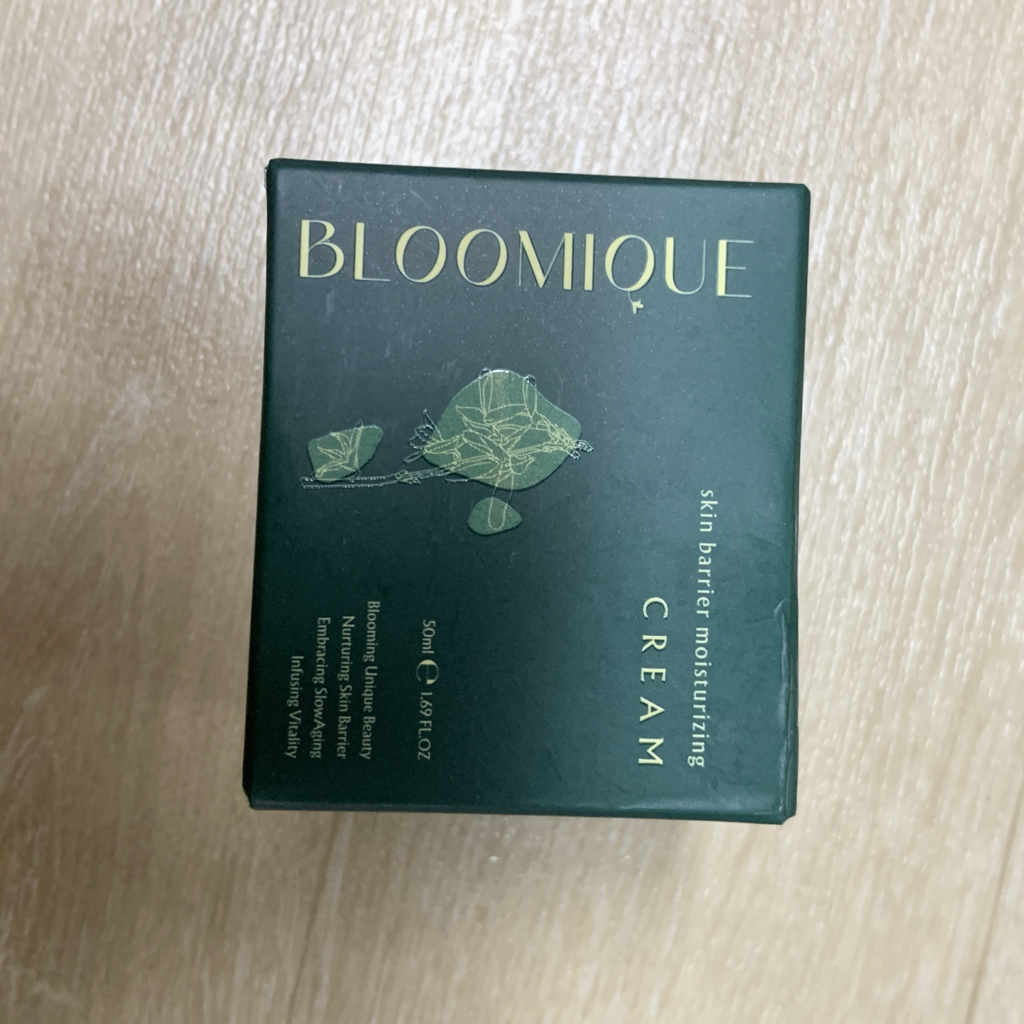 BLOOMIQUE
skin barrier moisturizing
CREAM
50ml ℮ 1.69 FL.OZ
Blooming Unique Beauty
Nurturing Skin Barrier
Embracing SlowAging
Infusing Vitality